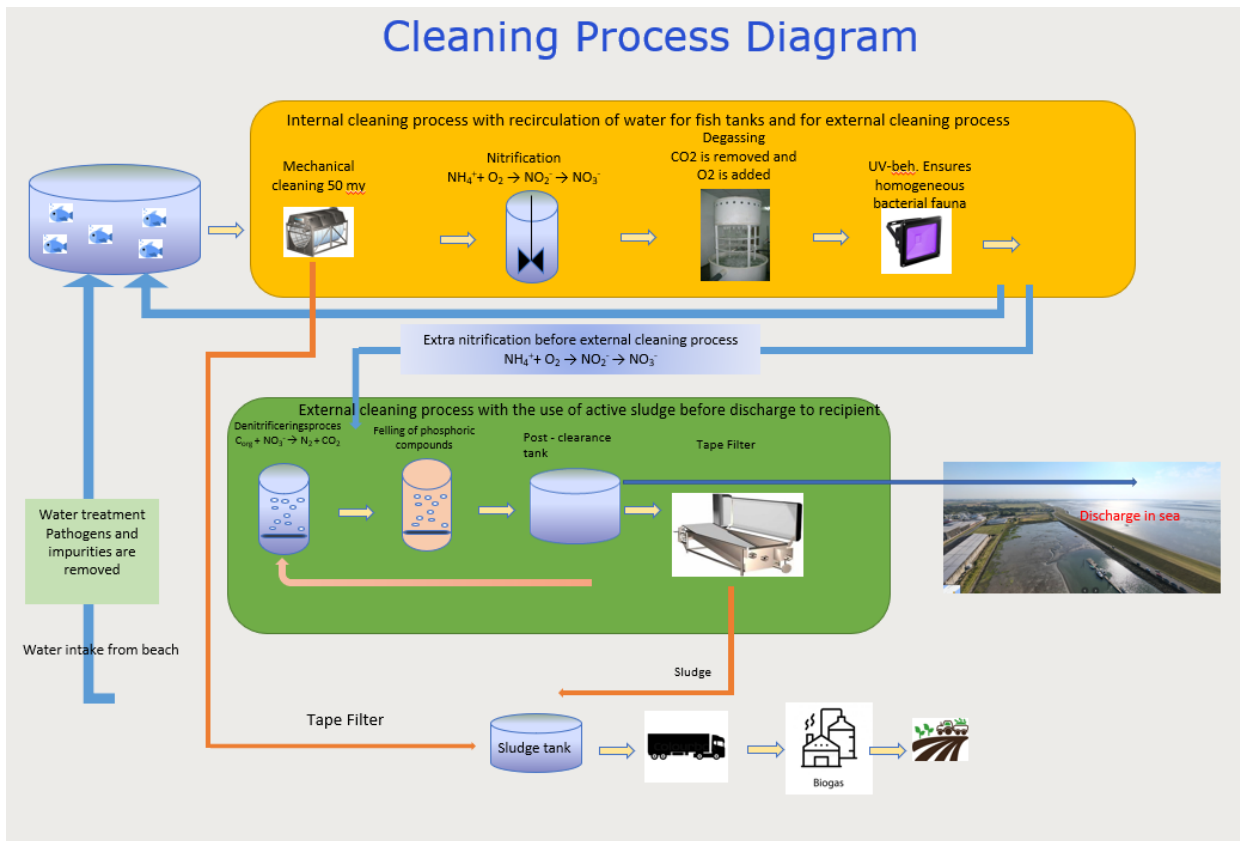 Cleaning Process Diagram
Internal cleaning process with recirculation of water for fish tanks and for external cleaning process
Mechanical
cleaning 50 my
Nitrification
NH₄⁺+ O₂ → NO₂⁻ → NO₃⁻
Degassing
CO2 is removed and
O2 is added
UV-beh. Ensures
homogeneous
bacterial fauna
Extra nitrification before external cleaning process
NH₄⁺+ O₂ → NO₂⁻ → NO₃⁻
External cleaning process with the use of active sludge before discharge to recipient
Denitrificeringsproces
C_org + NO₃⁻ → N₂ + CO₂
Felling of phosphoric
compounds
Post - clearance
tank
Tape Filter
Discharge in sea
Water treatment
Pathogens and
impurities are
removed
Water intake from beach
Sludge
Tape Filter
Sludge tank
Biogas